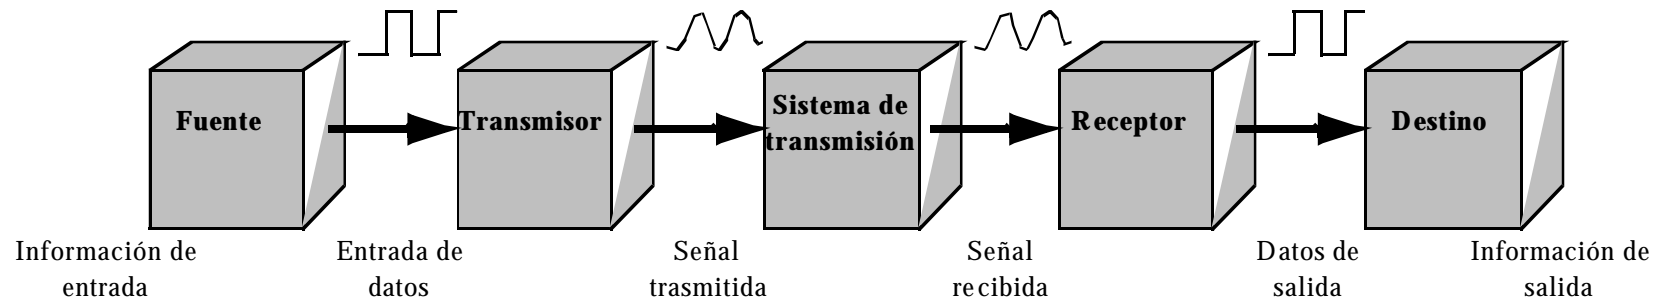 Fuente
Transmisor
Sistema de
transmisión
Receptor
Destino
Información de
entrada
Entrada de
datos
Señal
trasmitida
Señal
recibida
Datos de
salida
Información de
salida